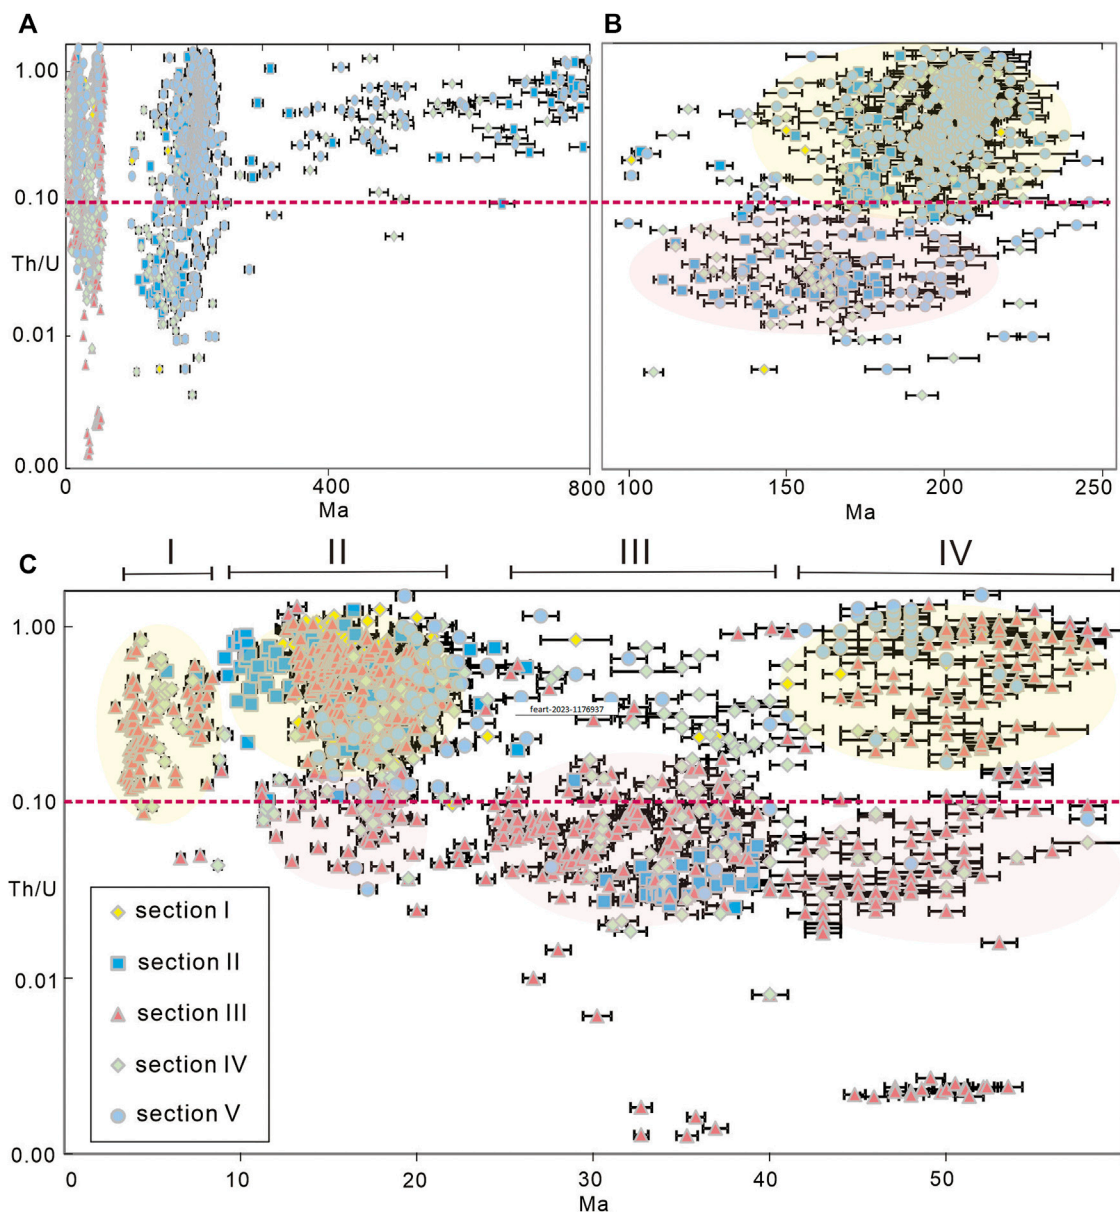 A
B
1.00
0.10
Th/U
0.01
0.00
0
400
800
Ma
100
150
200
250
Ma
C
I
II
III
IV
1.00
feart-2023-1176937
0.10
Th/U
0.01
0.00
section I
section II
section III
section IV
section V
0
10
20
30
40
50
Ma